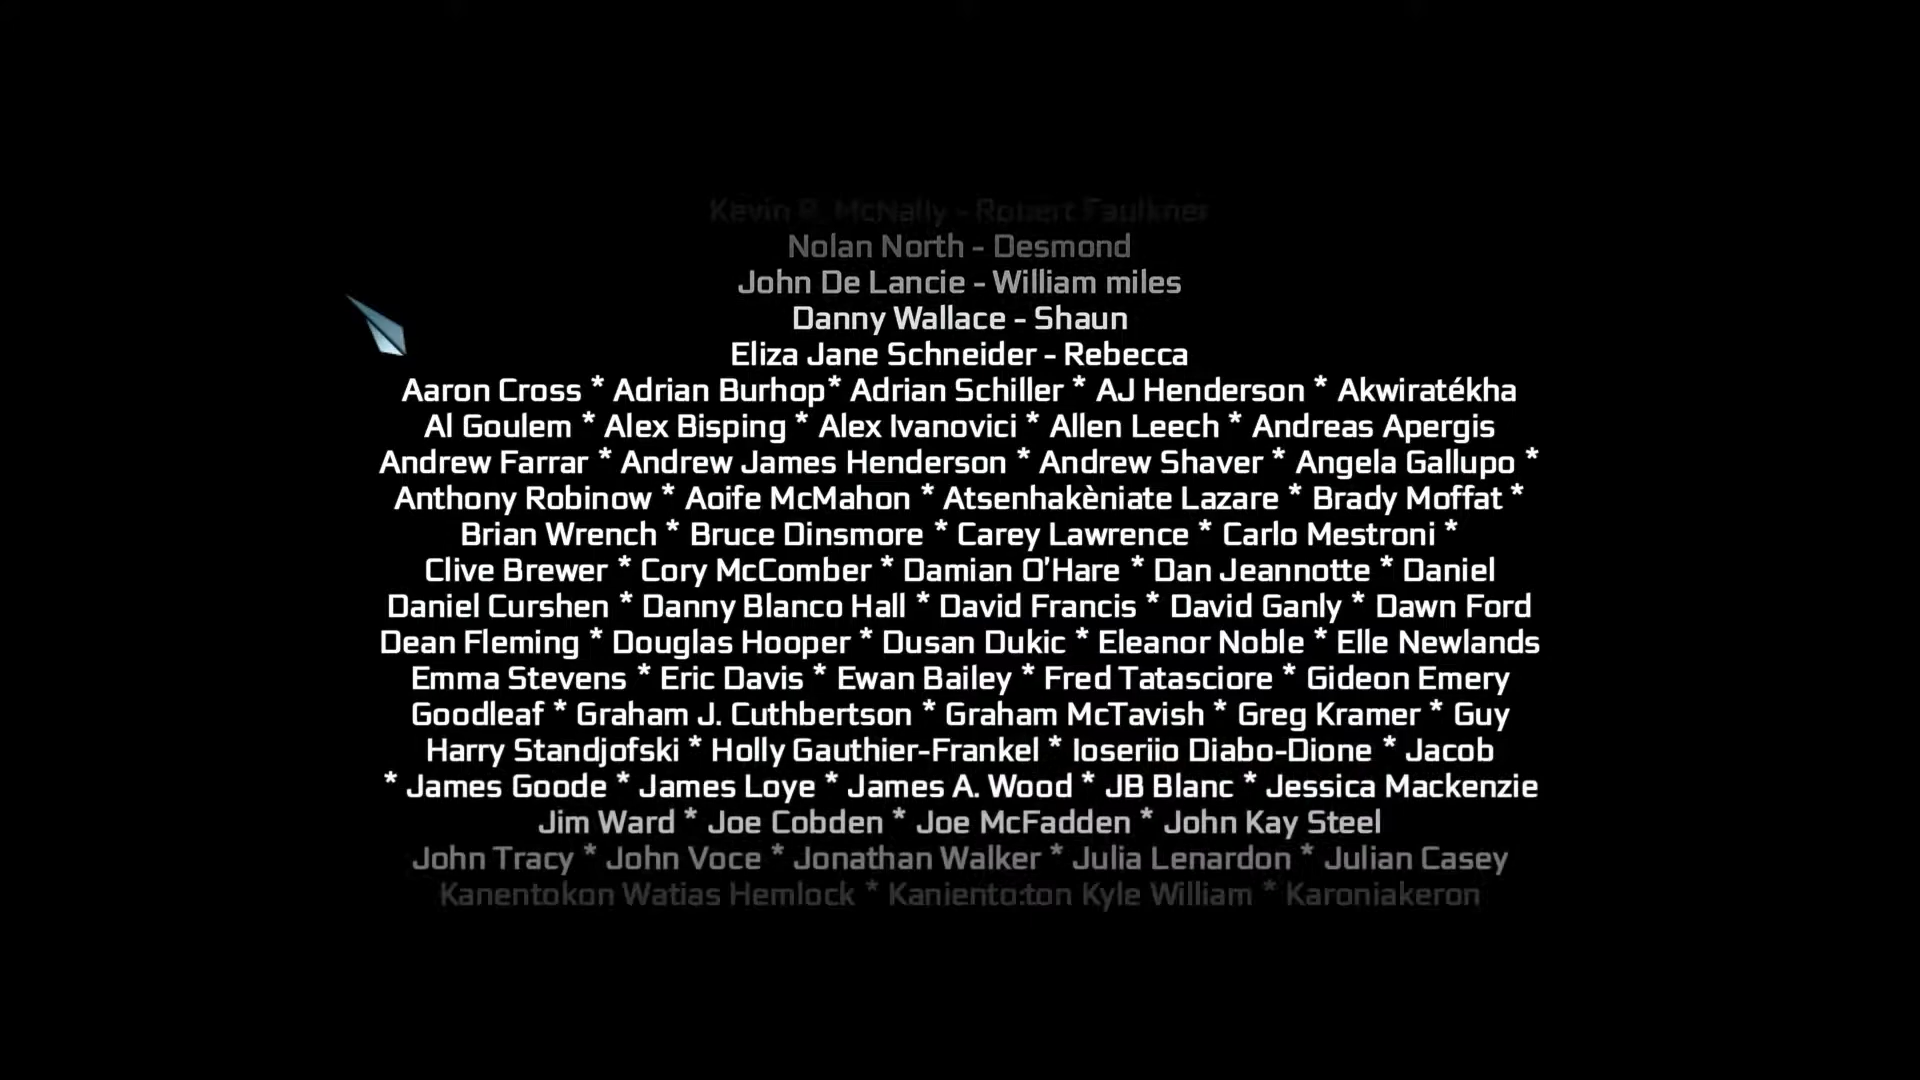 Kevin R. McNally - Robert Faulkner
Nolan North - Desmond
John De Lancie - William miles
Danny Wallace - Shaun
Eliza Jane Schneider - Rebecca
Aaron Cross * Adrian Burhop* Adrian Schiller * AJ Henderson * Akwiratékha
Al Goulem * Alex Bisping * Alex Ivanovici * Allen Leech * Andreas Apergis
Andrew Farrar * Andrew James Henderson * Andrew Shaver * Angela Gallupo *
Anthony Robinow * Aoife McMahon * Atsenhakèniate Lazare * Brady Moffat *
Brian Wrench * Bruce Dinsmore * Carey Lawrence * Carlo Mestroni *
Clive Brewer * Cory McComber * Damian O'Hare * Dan Jeannotte * Daniel
Daniel Curshen * Danny Blanco Hall * David Francis * David Ganly * Dawn Ford
Dean Fleming * Douglas Hooper * Dusan Dukic * Eleanor Noble * Elle Newlands
Emma Stevens * Eric Davis * Ewan Bailey * Fred Tatasciore * Gideon Emery
Goodleaf * Graham J. Cuthbertson * Graham McTavish * Greg Kramer * Guy
Harry Standjofski * Holly Gauthier-Frankel * Ioseriio Diabo-Dione * Jacob
* James Goode * James Loye * James A. Wood * JB Blanc * Jessica Mackenzie
Jim Ward * Joe Cobden * Joe McFadden * John Kay Steel
John Tracy * John Voce * Jonathan Walker * Julia Lenardon * Julian Casey
Kanentokon Watias Hemlock * Kaniento:ton Kyle William * Karoniakeron